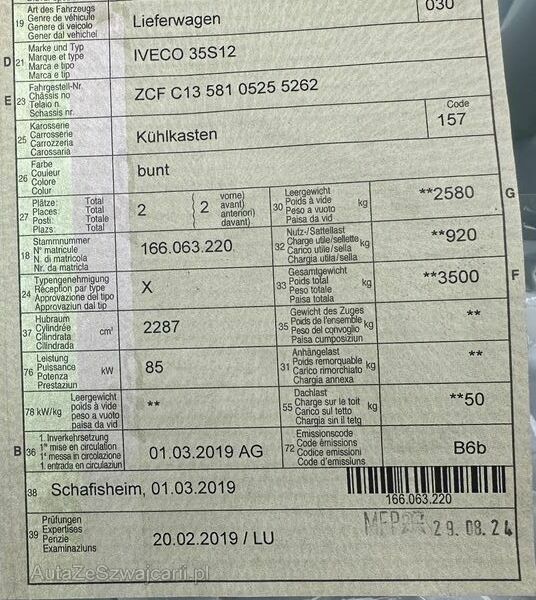 Art des Fahrzeugs
19 Genre de véhicule Lieferwagen 030
Genere di veicolo
Gener dal vehichel
Marke und Typ
D 21 Marque et type IVECO 35S12
Marca e tipo
Marca e tip
Fahrgestell-Nr.
E 23 Châssis no ZCF C13 581 0525 5262
Telaio n.
Schassis nr.
Karosserie Code
25 Carrosserie Kühlkasten 157
Carrozzeria
Carossaria
Farbe
26 Couleur bunt
Colore
Colur
Plätze: Total vorne) Leergewicht
27 Places: Total 2 ( 2 avant) 30 Poids à vide kg **2580 G
Posti: Totale anteriori) Peso a vuoto
Plazs: Total davant) Paisa da vid
Stammnummer Nutz-/Sattellast
18 N° matricule 166.063.220 32 Charge utile/sellette kg **920
N. di matricola Carico utile/sella
Nr. da matricla Chargia utila/sella
Typengenehmigung Gesamtgewicht
24 Réception par type X 33 Poids total kg **3500 F
Approvazione del tipo Peso totale
Approvaziun dal tip Paisa totala
Hubraum Gewicht des Zuges
37 Cylindrée cm³ 2287 35 Poids de l'ensemble kg **
Cilindrata Peso del convoglio
Cilindrada Paisa cumposiziun
Leistung Anhängelast
76 Puissance kW 85 31 Poids remorquable kg **
Potenza Carico rimorchiato
Prestaziun Chargia annexa
Leergewicht Dachlast
78 kW/kg poids à vide ** 55 Charge sur le toit kg **50
peso a vuoto Carico sul tetto
paisa da vid Chargia sin il tetg
1. Inverkehrsetzung Emissionscode
B 36 1re mise en circulation 01.03.2019 AG 72 Code émissions B6b
1a messa in circolazione Codice emissioni
1. entrada en circulaziun Code d'emissiuns
38 Schafisheim, 01.03.2019
166.063.220
Prüfungen
39 Expertises 20.02.2019 / LU 29.08.24
Perizie
Examinaziuns
AutaZeSzwajcarii.pl